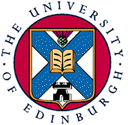 · THE UNIVERSITY ·
OF EDINBURGH